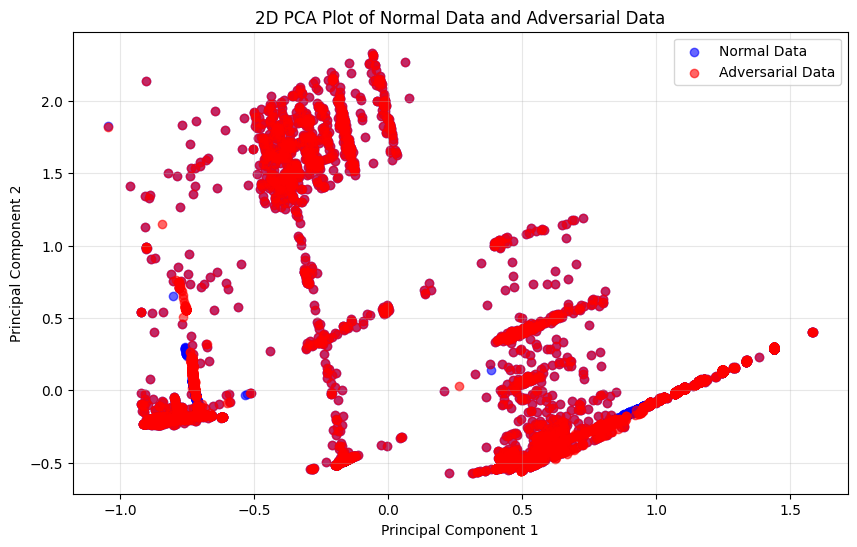 2D PCA Plot of Normal Data and Adversarial Data
Normal Data
Adversarial Data
Principal Component 2
2.0
1.5
1.0
0.5
0.0
−0.5
−1.0
−0.5
0.0
0.5
1.0
1.5
Principal Component 1